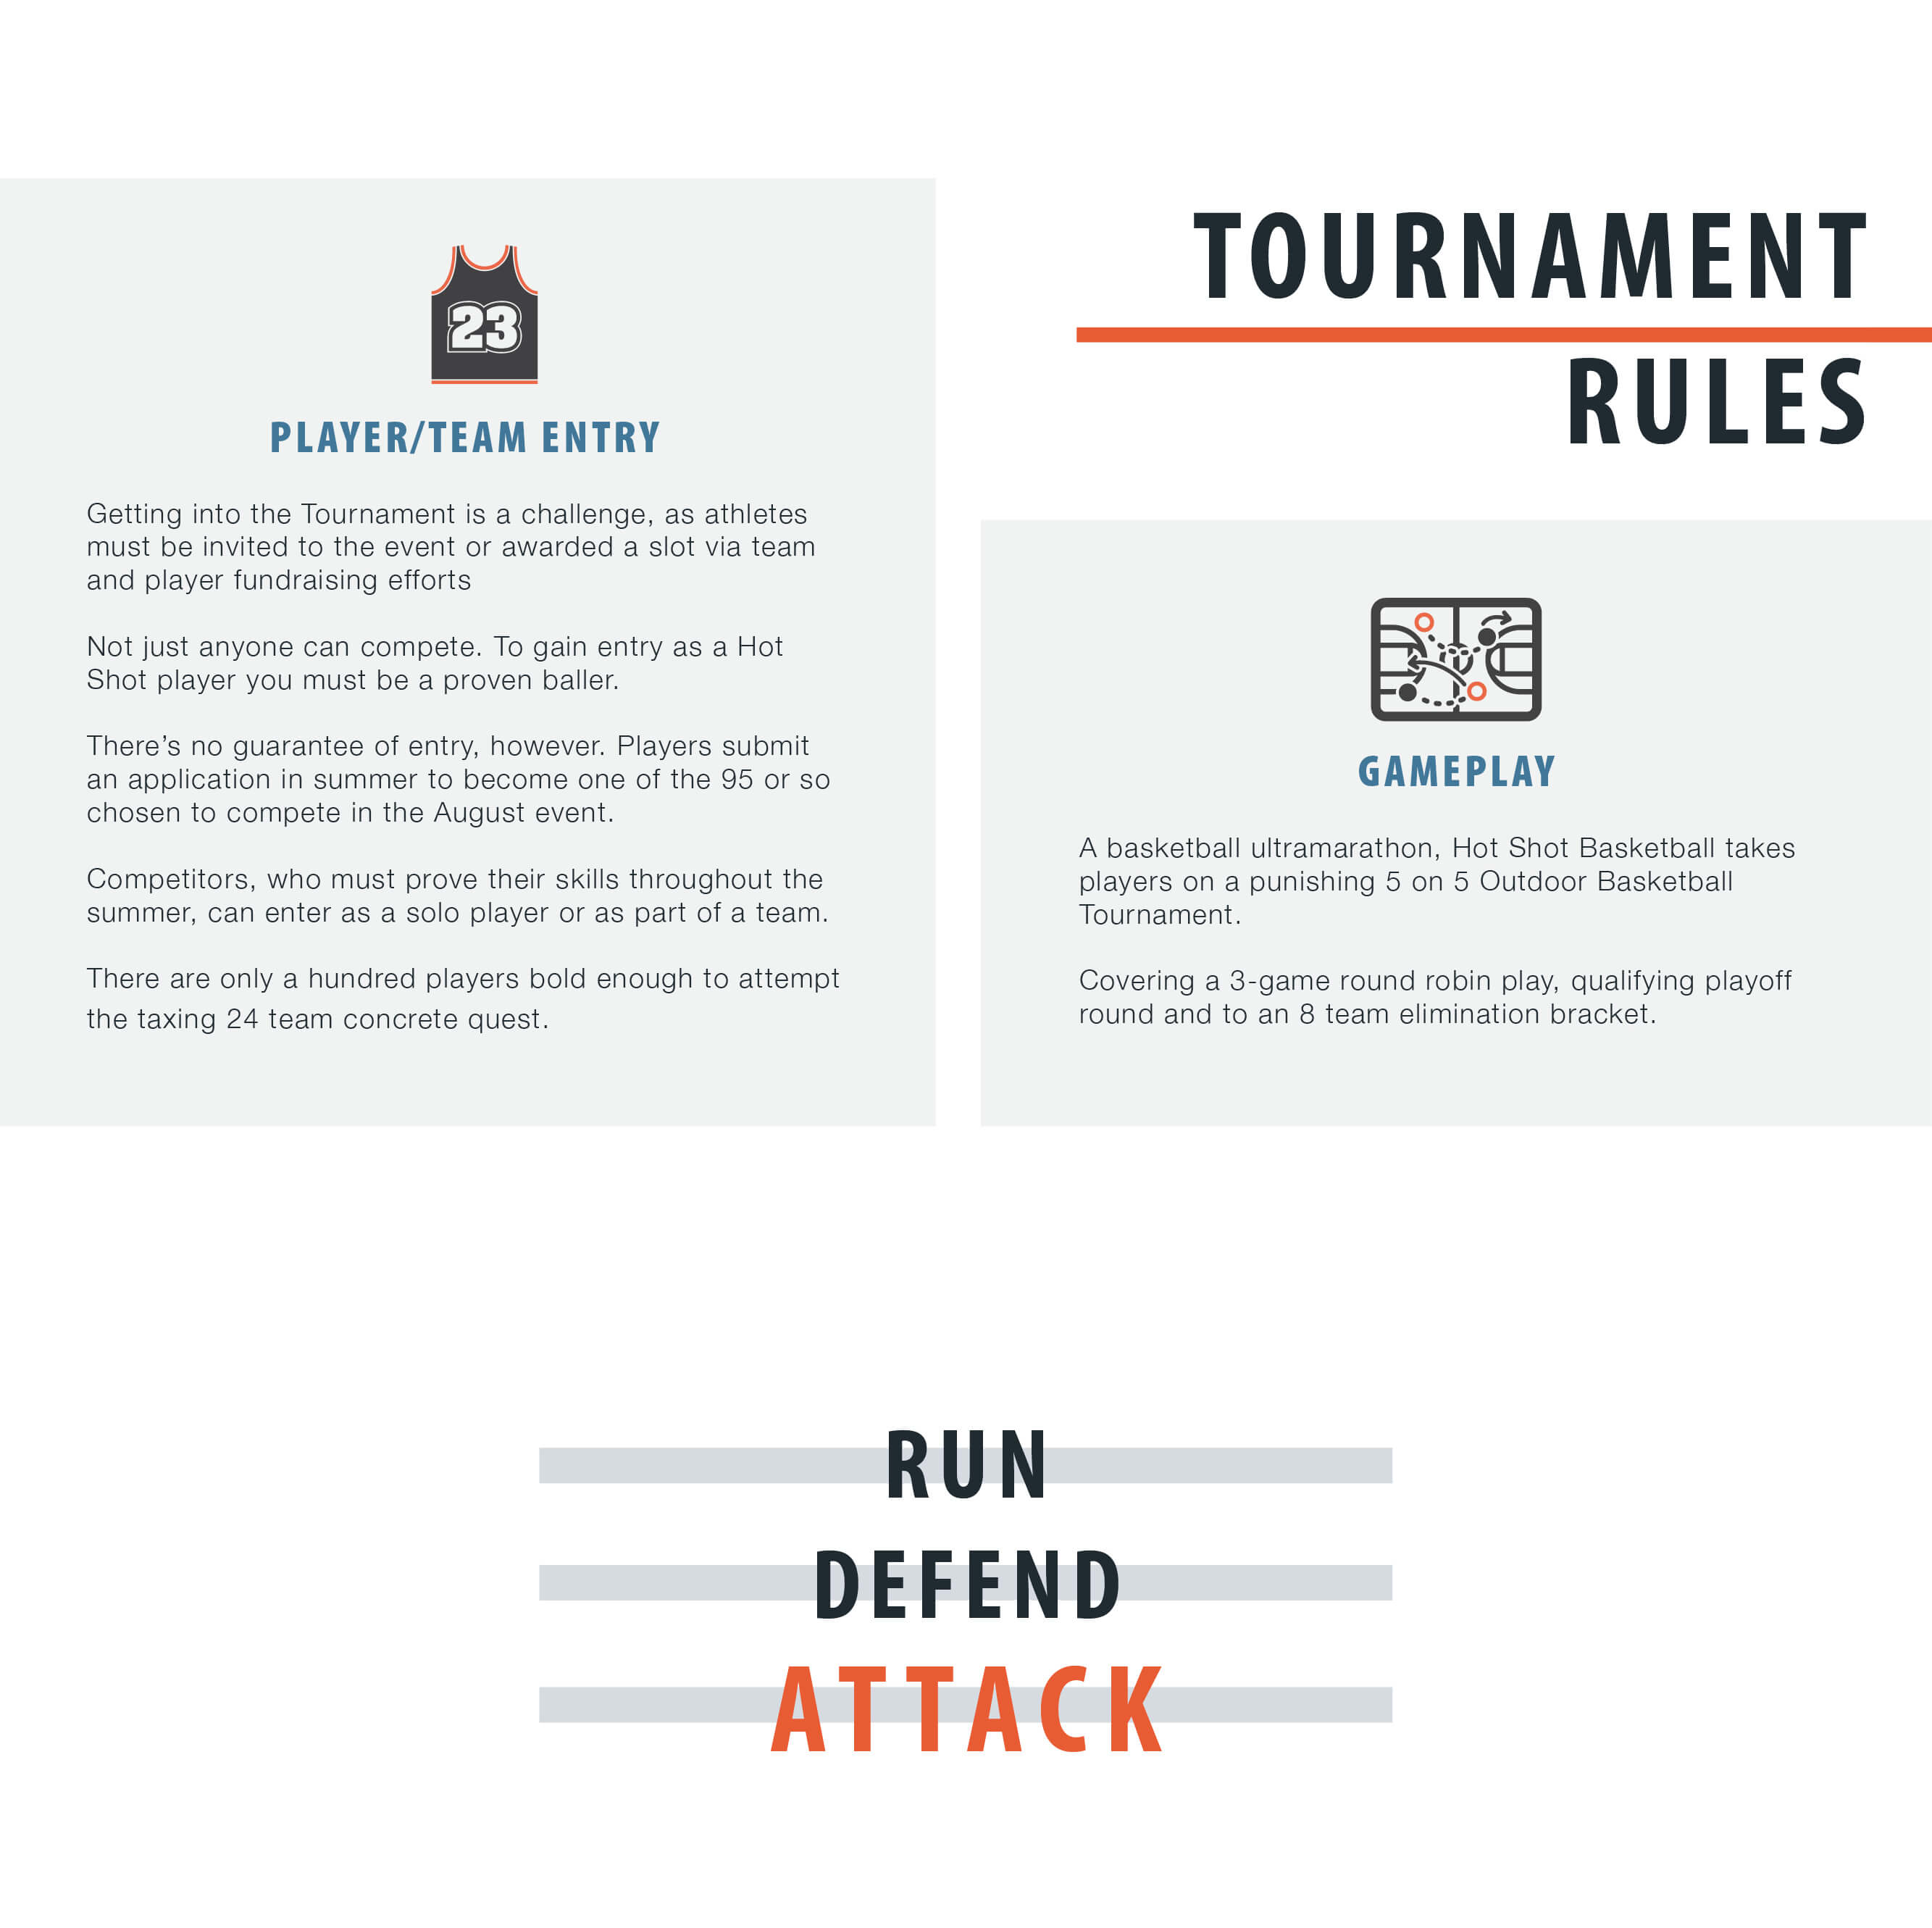 TOURNAMENT
RULES
23
PLAYER/TEAM ENTRY
Getting into the Tournament is a challenge, as athletes
must be invited to the event or awarded a slot via team
and player fundraising efforts
Not just anyone can compete. To gain entry as a Hot
Shot player you must be a proven baller.
There’s no guarantee of entry, however. Players submit
an application in summer to become one of the 95 or so
chosen to compete in the August event.
Competitors, who must prove their skills throughout the
summer, can enter as a solo player or as part of a team.
There are only a hundred players bold enough to attempt
the taxing 24 team concrete quest.
GAMEPLAY
A basketball ultramarathon, Hot Shot Basketball takes
players on a punishing 5 on 5 Outdoor Basketball
Tournament.
Covering a 3-game round robin play, qualifying playoff
round and to an 8 team elimination bracket.
RUN
DEFEND
ATTACK